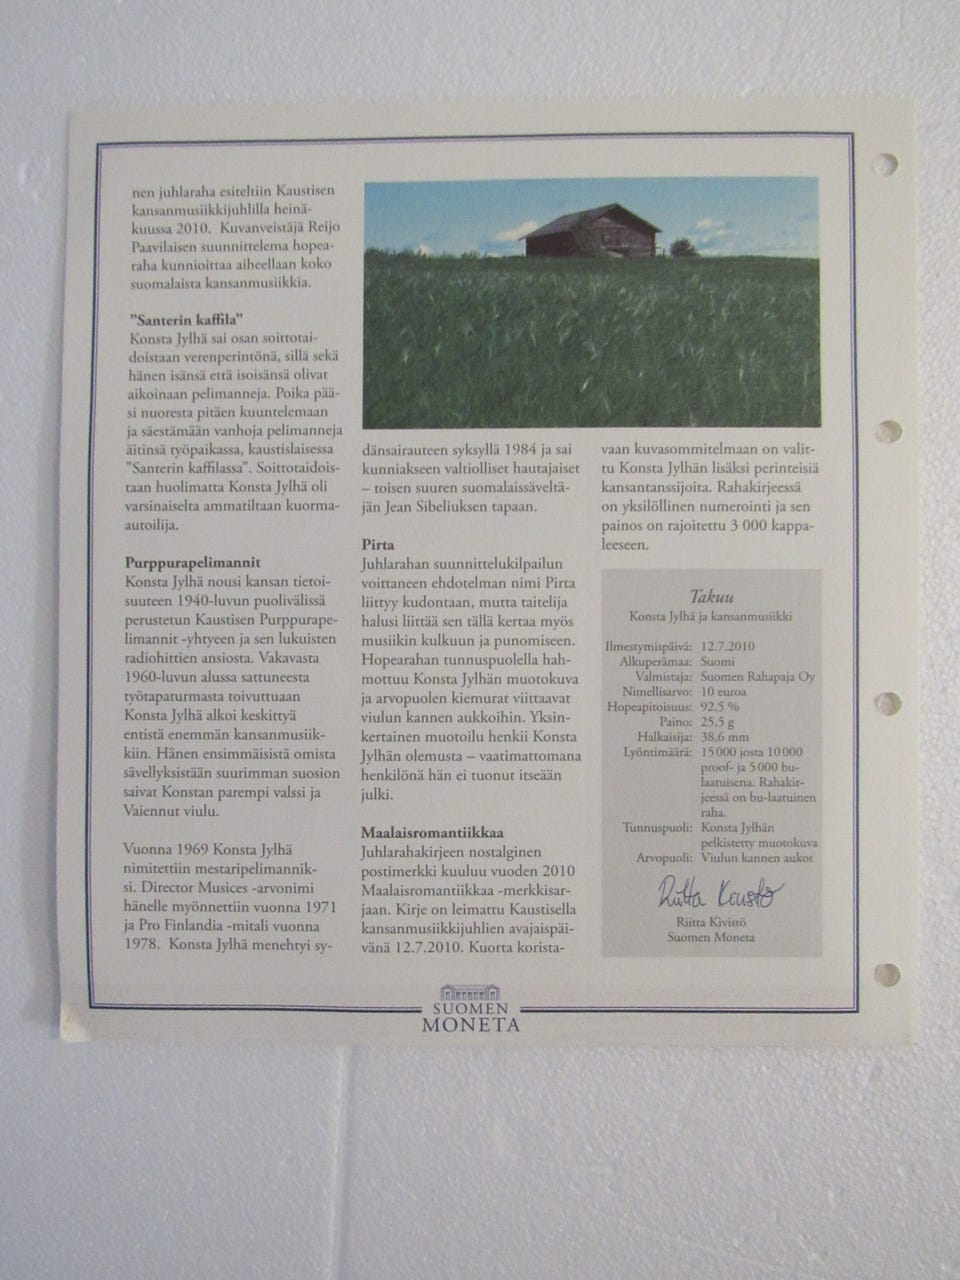 nen juhlaraha esiteltiin Kaustisen
kansanmusiikkijuhlilla heinä-
kuussa 2010. Kuvanveistäjä Reijo
Paavilaisen suunnittelema hopea-
raha kunnioittaa aiheellaan koko
suomalaista kansanmusiikkia.
"Santerin kaffila"
Konsta Jylhä sai osan soittotai-
doistaan verenperintönä, sillä sekä
hänen isänsä että isoisänsä olivat
aikoinaan pelimanneja. Poika pää-
si nuoresta pitäen kuuntelemaan
ja säestämään vanhoja pelimanneja
äitinsä työpaikassa, kaustislaisessa
"Santerin kaffilassa". Soittotaidois-
taan huolimatta Konsta Jylhä oli
varsinaiselta ammatiltaan kuorma-
autoilija.
Purppurapelimannit
Konsta Jylhä nousi kansan tietoi-
suuteen 1940-luvun puolivälissä
perustetun Kaustisen Purppurape-
limannit -yhtyeen ja sen lukuisten
radiohittien ansiosta. Vakavasta
1960-luvun alussa sattuneesta
työtapaturmasta toivuttuaan
Konsta Jylhä alkoi keskittyä
entistä enemmän kansanmusiik-
kiin. Hänen ensimmäisistä omista
sävellyksistään suurimman suosion
saivat Konstan parempi valssi ja
Vaiennut viulu.
Vuonna 1969 Konsta Jylhä
nimitettiin mestaripelimannik-
si. Director Musices -arvonimi
hänelle myönnettiin vuonna 1971
ja Pro Finlandia -mitali vuonna
1978. Konsta Jylhä menehtyi sy-
dänsairauteen syksyllä 1984 ja sai
kunniakseen valtiolliset hautajaiset
– toisen suuren suomalaissäveltä-
jän Jean Sibeliuksen tapaan.
Pirta
Juhlarahan suunnittelukilpailun
voittaneen ehdotelman nimi Pirta
liittyy kudontaan, mutta taiteilija
halusi liittää sen tällä kertaa myös
musiikin kulkuun ja punomiseen.
Hopearahan tunnuspuolella hah-
mottuu Konsta Jylhän muotokuva
ja arvopuolen kiemurat viittaavat
viulun kannen aukkoihin. Yksin-
kertainen muotoilu henkii Konsta
Jylhän olemusta – vaatimattomana
henkilönä hän ei tuonut itseään
julki.
Maalaisromantiikkaa
Juhlarahakirjeen nostalginen
postimerkki kuuluu vuoden 2010
Maalaisromantiikkaa -merkkisar-
jaan. Kirje on leimattu Kaustisella
kansanmusiikkijuhlien avajaispäi-
vänä 12.7.2010. Kuorta korista-
vaan kuvasommitelmaan on valit-
tu Konsta Jylhän lisäksi perinteisiä
kansantanssijoita. Rahakirjeessä
on yksilöllinen numerointi ja sen
painos on rajoitettu 3 000 kappa-
leeseen.
Takuu
Konsta Jylhä ja kansanmusiikki
Ilmestymispäivä: 12.7.2010
Alkuperämaa: Suomi
Valmistaja: Suomen Rahapaja Oy
Nimellisarvo: 10 euroa
Hopeapitoisuus: 92,5 %
Paino: 25,5 g
Halkaisija: 38,6 mm
Lyöntimäärä: 15 000 josta 10 000
proof- ja 5 000 bu-
laatuisena. Rahakir-
jeessä on bu-laatuinen
raha.
Tunnuspuoli: Konsta Jylhän
pelkistetty muotokuva
Arvopuoli: Viulun kannen aukot
Riitta Kivistö
Riitta Kivistö
Suomen Moneta
SUOMEN
MONETA